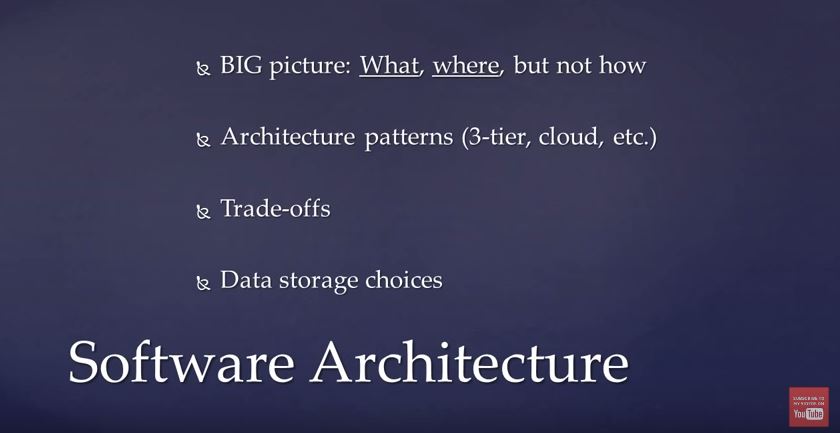 BIG picture: What, where, but not how
Architecture patterns (3-tier, cloud, etc.)
Trade-offs
Data storage choices
Software Architecture
SUBSCRIBE TO
MY VIDEOS ON
YouTube